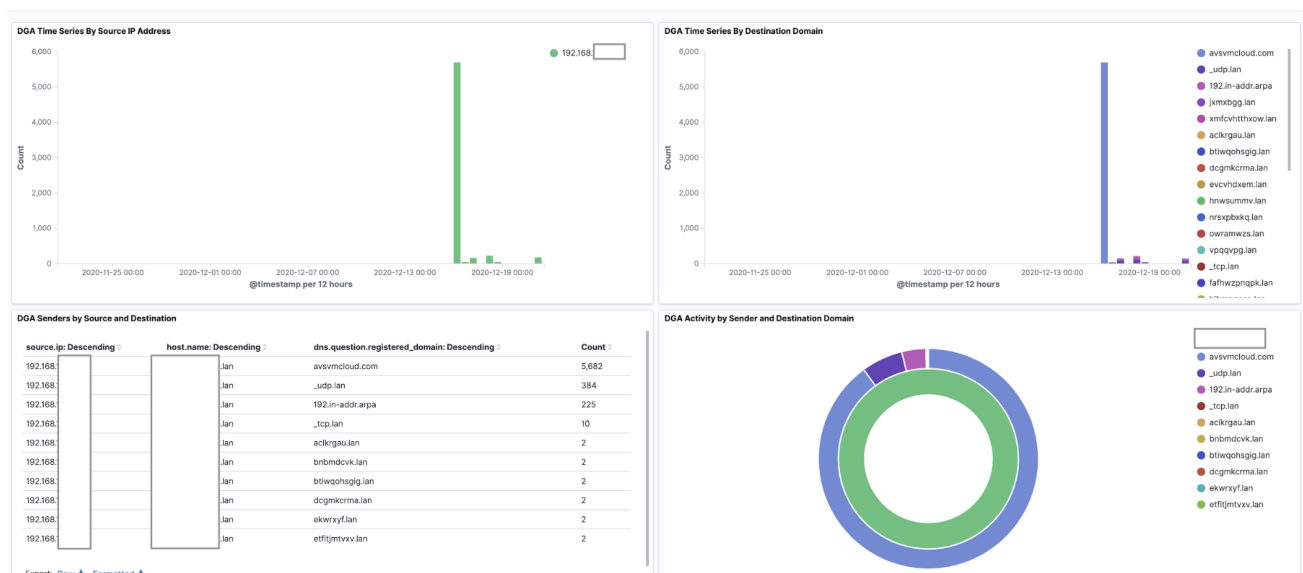 DGA Time Series By Source IP Address
6,000
5,000
4,000
3,000
2,000
1,000
0
Count
2020-11-25 00:00 2020-12-01 00:00 2020-12-07 00:00 2020-12-13 00:00 2020-12-19 00:00
@timestamp per 12 hours
192.168.
DGA Time Series By Destination Domain
6,000
5,000
4,000
3,000
2,000
1,000
0
Count
2020-11-25 00:00 2020-12-01 00:00 2020-12-07 00:00 2020-12-13 00:00 2020-12-19 00:00
@timestamp per 12 hours
avsvmcloud.com
_udp.lan
192.in-addr.arpa
jxmxbgg.lan
xmfcvhtthxow.lan
aclkrgau.lan
btiwqohsgig.lan
dcgmkcrma.lan
evcvhdxem.lan
hnwsummv.lan
nrsxpbxkq.lan
owramwzs.lan
vpqqvpg.lan
_tcp.lan
fafhwzpnqpk.lan
DGA Senders by Source and Destination
source.ip: Descending host.name: Descending dns.question.registered_domain: Descending Count
192.168. .lan avsvmcloud.com 5,682
192.168. .lan _udp.lan 384
192.168. .lan 192.in-addr.arpa 225
192.168. .lan _tcp.lan 10
192.168. .lan aclkrgau.lan 2
192.168. .lan bnbmdcvk.lan 2
192.168. .lan btiwqohsgig.lan 2
192.168. .lan dcgmkcrma.lan 2
192.168. .lan ekwrxyf.lan 2
192.168. .lan etfitjmtvxv.lan 2
Export: Raw Formatted
DGA Activity by Sender and Destination Domain
avsvmcloud.com
_udp.lan
192.in-addr.arpa
_tcp.lan
aclkrgau.lan
bnbmdcvk.lan
btiwqohsgig.lan
dcgmkcrma.lan
ekwrxyf.lan
etfitjmtvxv.lan